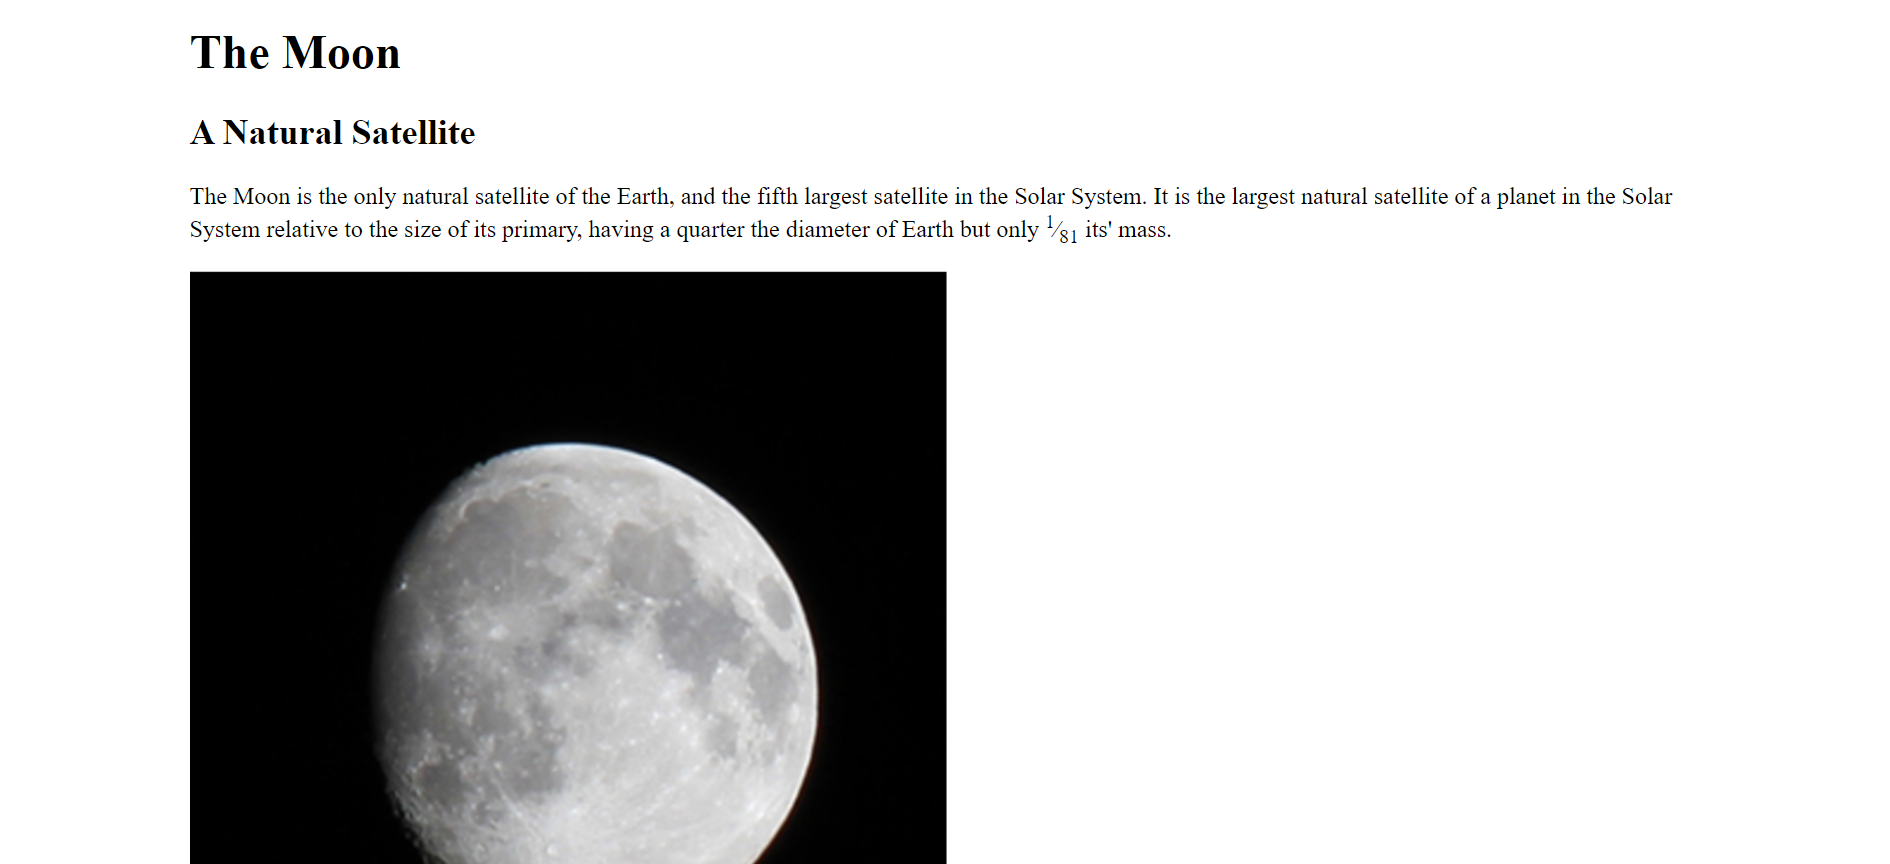 The Moon
A Natural Satellite
The Moon is the only natural satellite of the Earth, and the fifth largest satellite in the Solar System. It is the largest natural satellite of a planet in the Solar
System relative to the size of its primary, having a quarter the diameter of Earth but only 1⁄81 its' mass.